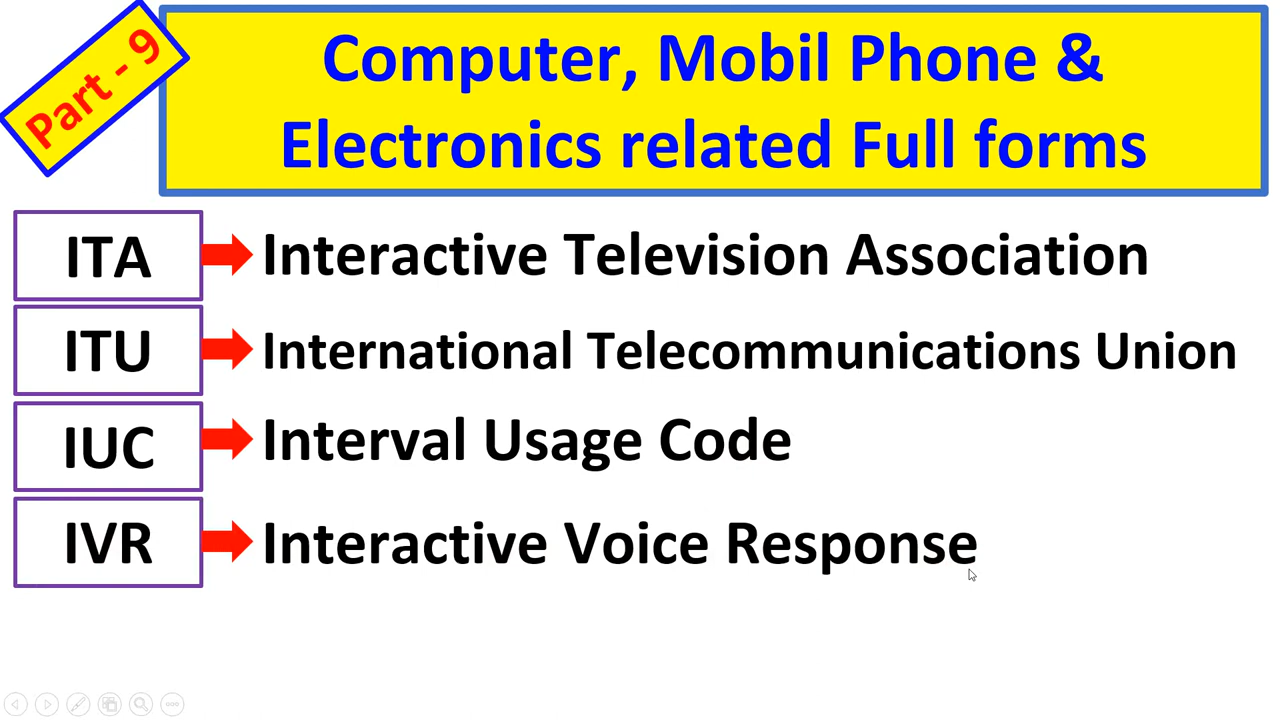 Part - 9
Computer, Mobil Phone &
Electronics related Full forms
ITA Interactive Television Association
ITU International Telecommunications Union
IUC Interval Usage Code
IVR Interactive Voice Response